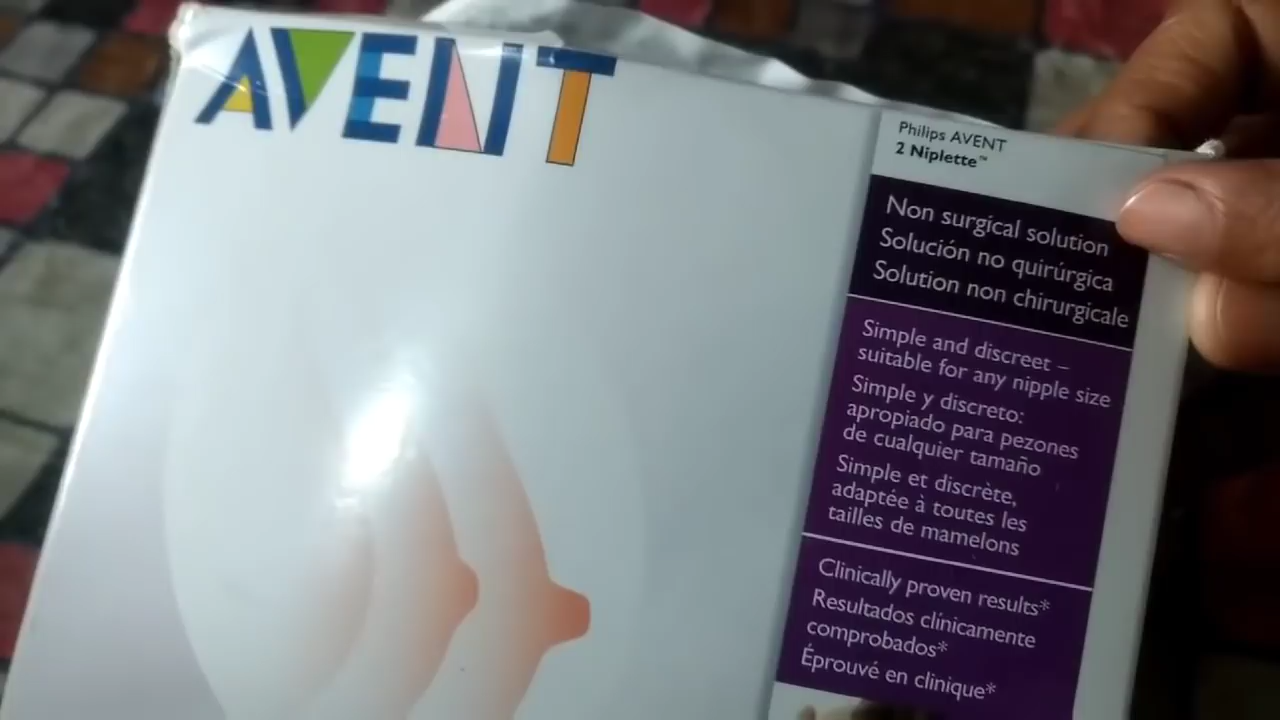 AVENT
Philips AVENT
2 Niplette™
Non surgical solution
Solución no quirúrgica
Solution non chirurgicale
Simple and discreet –
suitable for any nipple size
Simple y discreto:
apropiado para pezones
de cualquier tamaño
Simple et discrète,
adaptée à toutes les
tailles de mamelons
Clinically proven results*
Resultados clínicamente
comprobados*
Éprouvé en clinique*